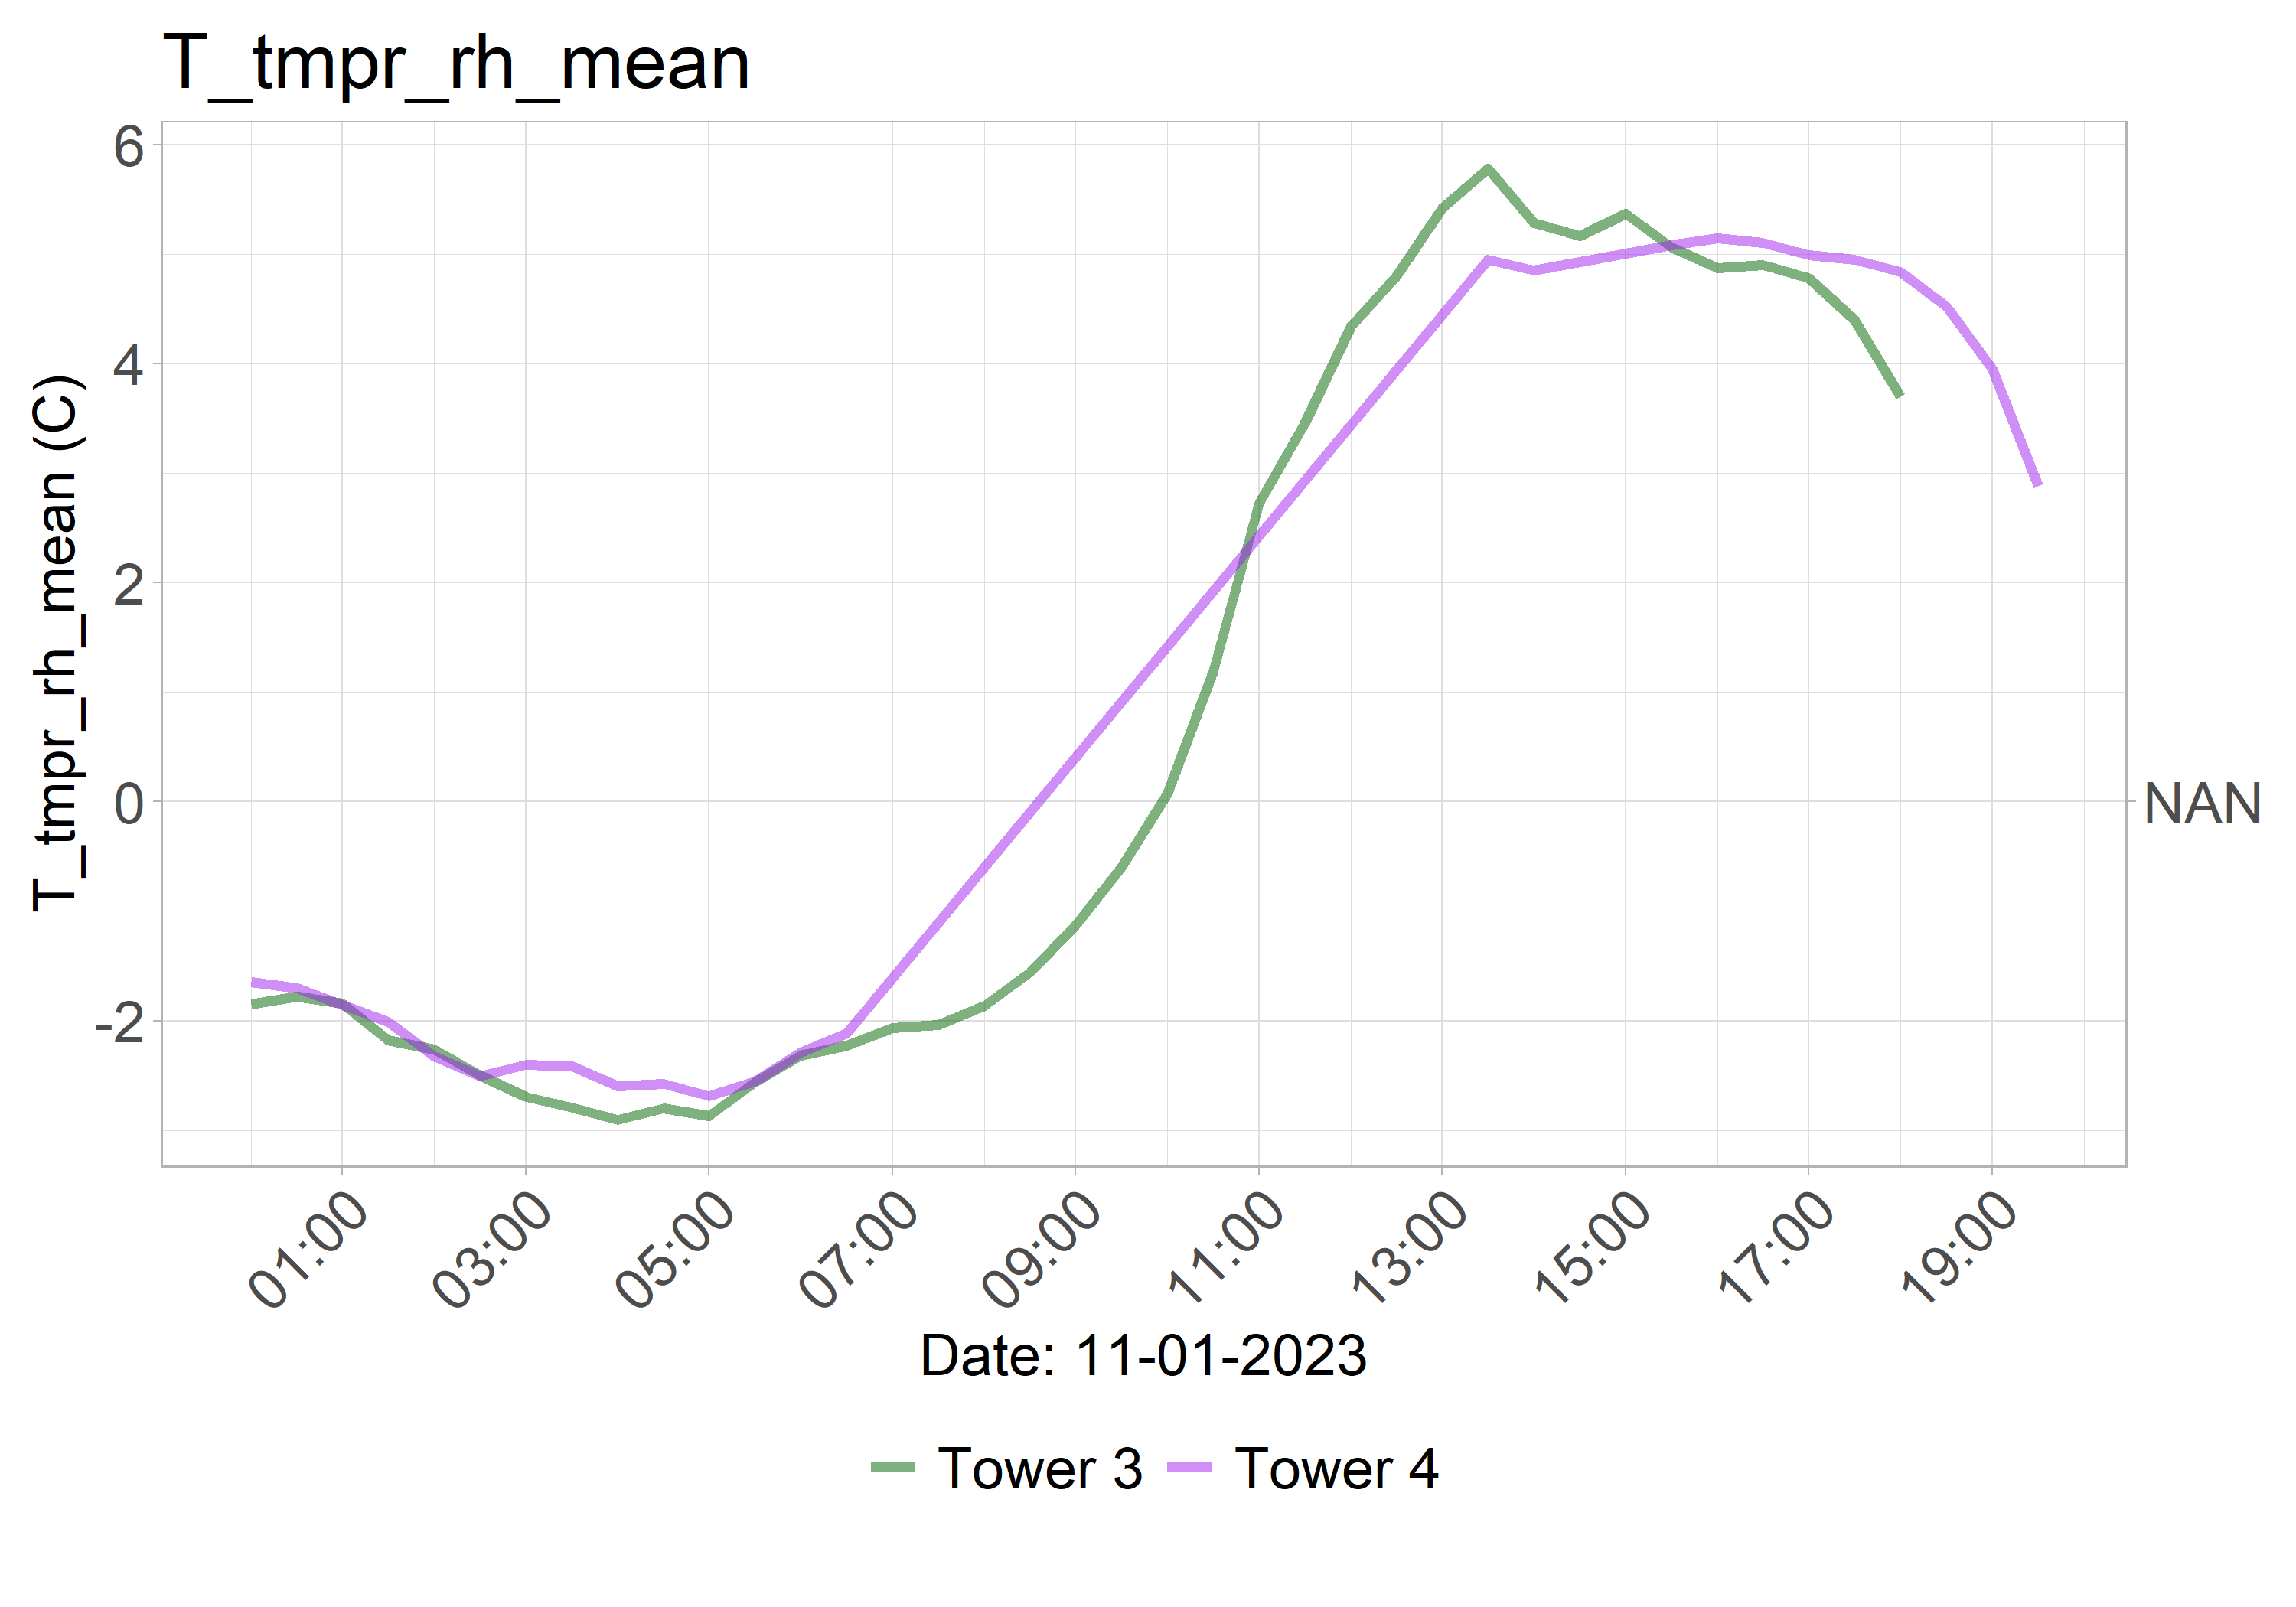 T_tmpr_rh_mean
T_tmpr_rh_mean (C)
6
4
2
0
-2
NAN
01:00
03:00
05:00
07:00
09:00
11:00
13:00
15:00
17:00
19:00
Date: 11-01-2023
Tower 3
Tower 4